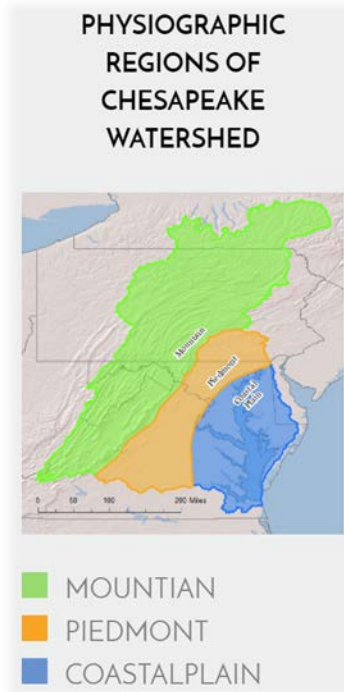 PHYSIOGRAPHIC
REGIONS OF
CHESAPEAKE
WATERSHED
Mountain
Piedmont
Coastal
Plain
0 50 100 200 Miles
MOUNTIAN
PIEDMONT
COASTALPLAIN